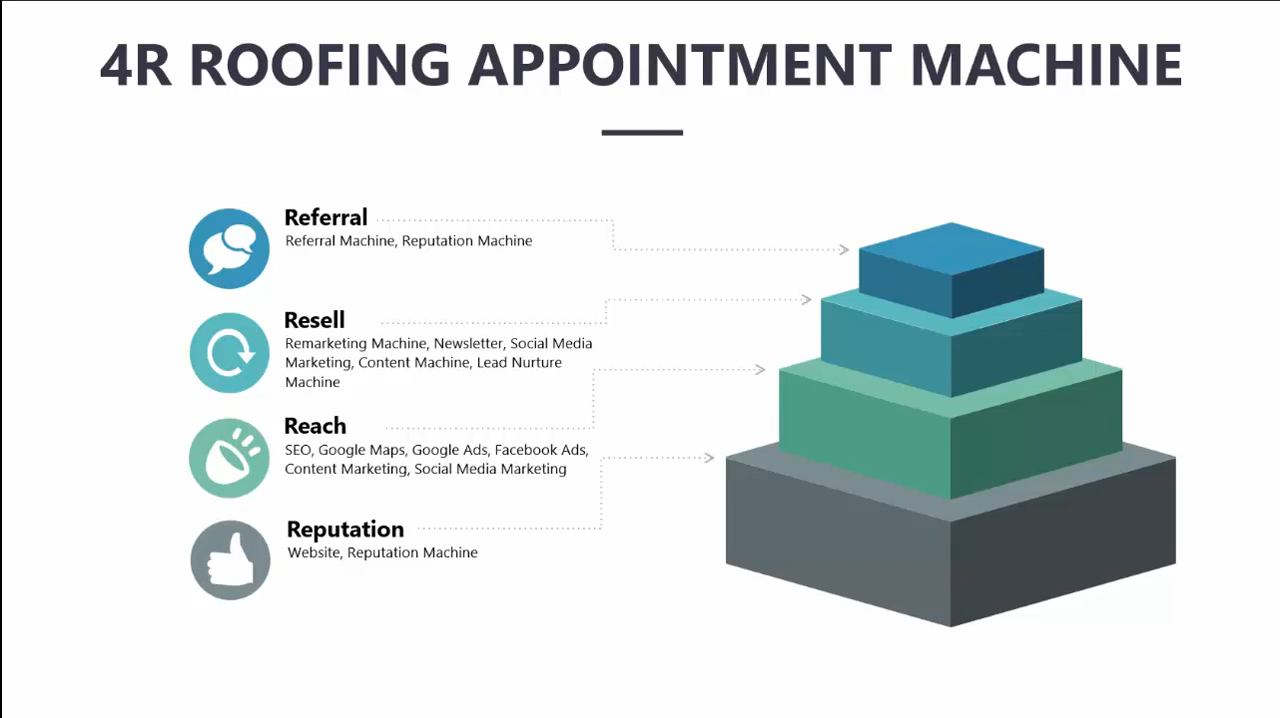 4R ROOFING APPOINTMENT MACHINE
Referral
Referral Machine, Reputation Machine
Resell
Remarketing Machine, Newsletter, Social Media
Marketing, Content Machine, Lead Nurture
Machine
Reach
SEO, Google Maps, Google Ads, Facebook Ads,
Content Marketing, Social Media Marketing
Reputation
Website, Reputation Machine